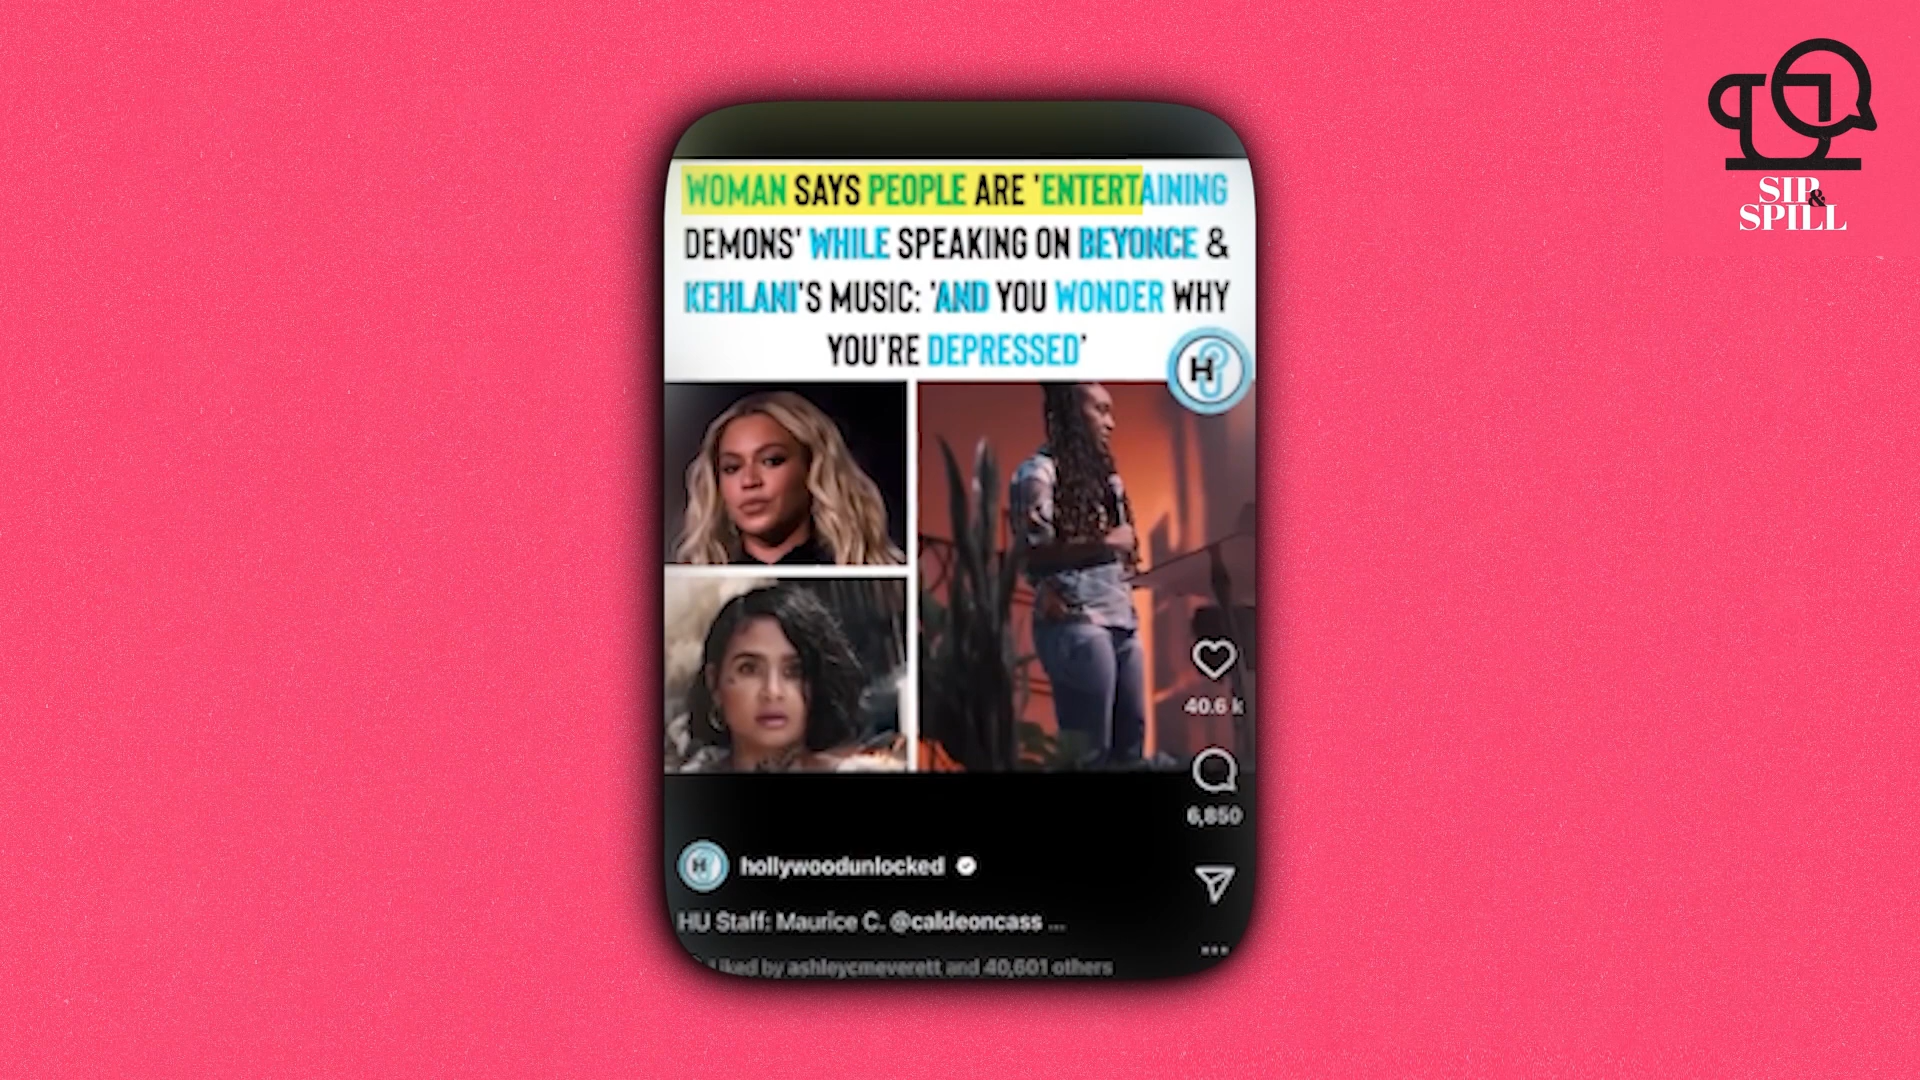 WOMAN SAYS PEOPLE ARE 'ENTERTAINING
DEMONS' WHILE SPEAKING ON BEYONCE &
KEHLANI'S MUSIC: 'AND YOU WONDER WHY
YOU'RE DEPRESSED'
H
40.6 k
6,850
H hollywoodunlocked
HU Staff: Maurice C. @caldeoncass ...
Liked by ashleycmeverett and 40,601 others
SIP &
SPILL